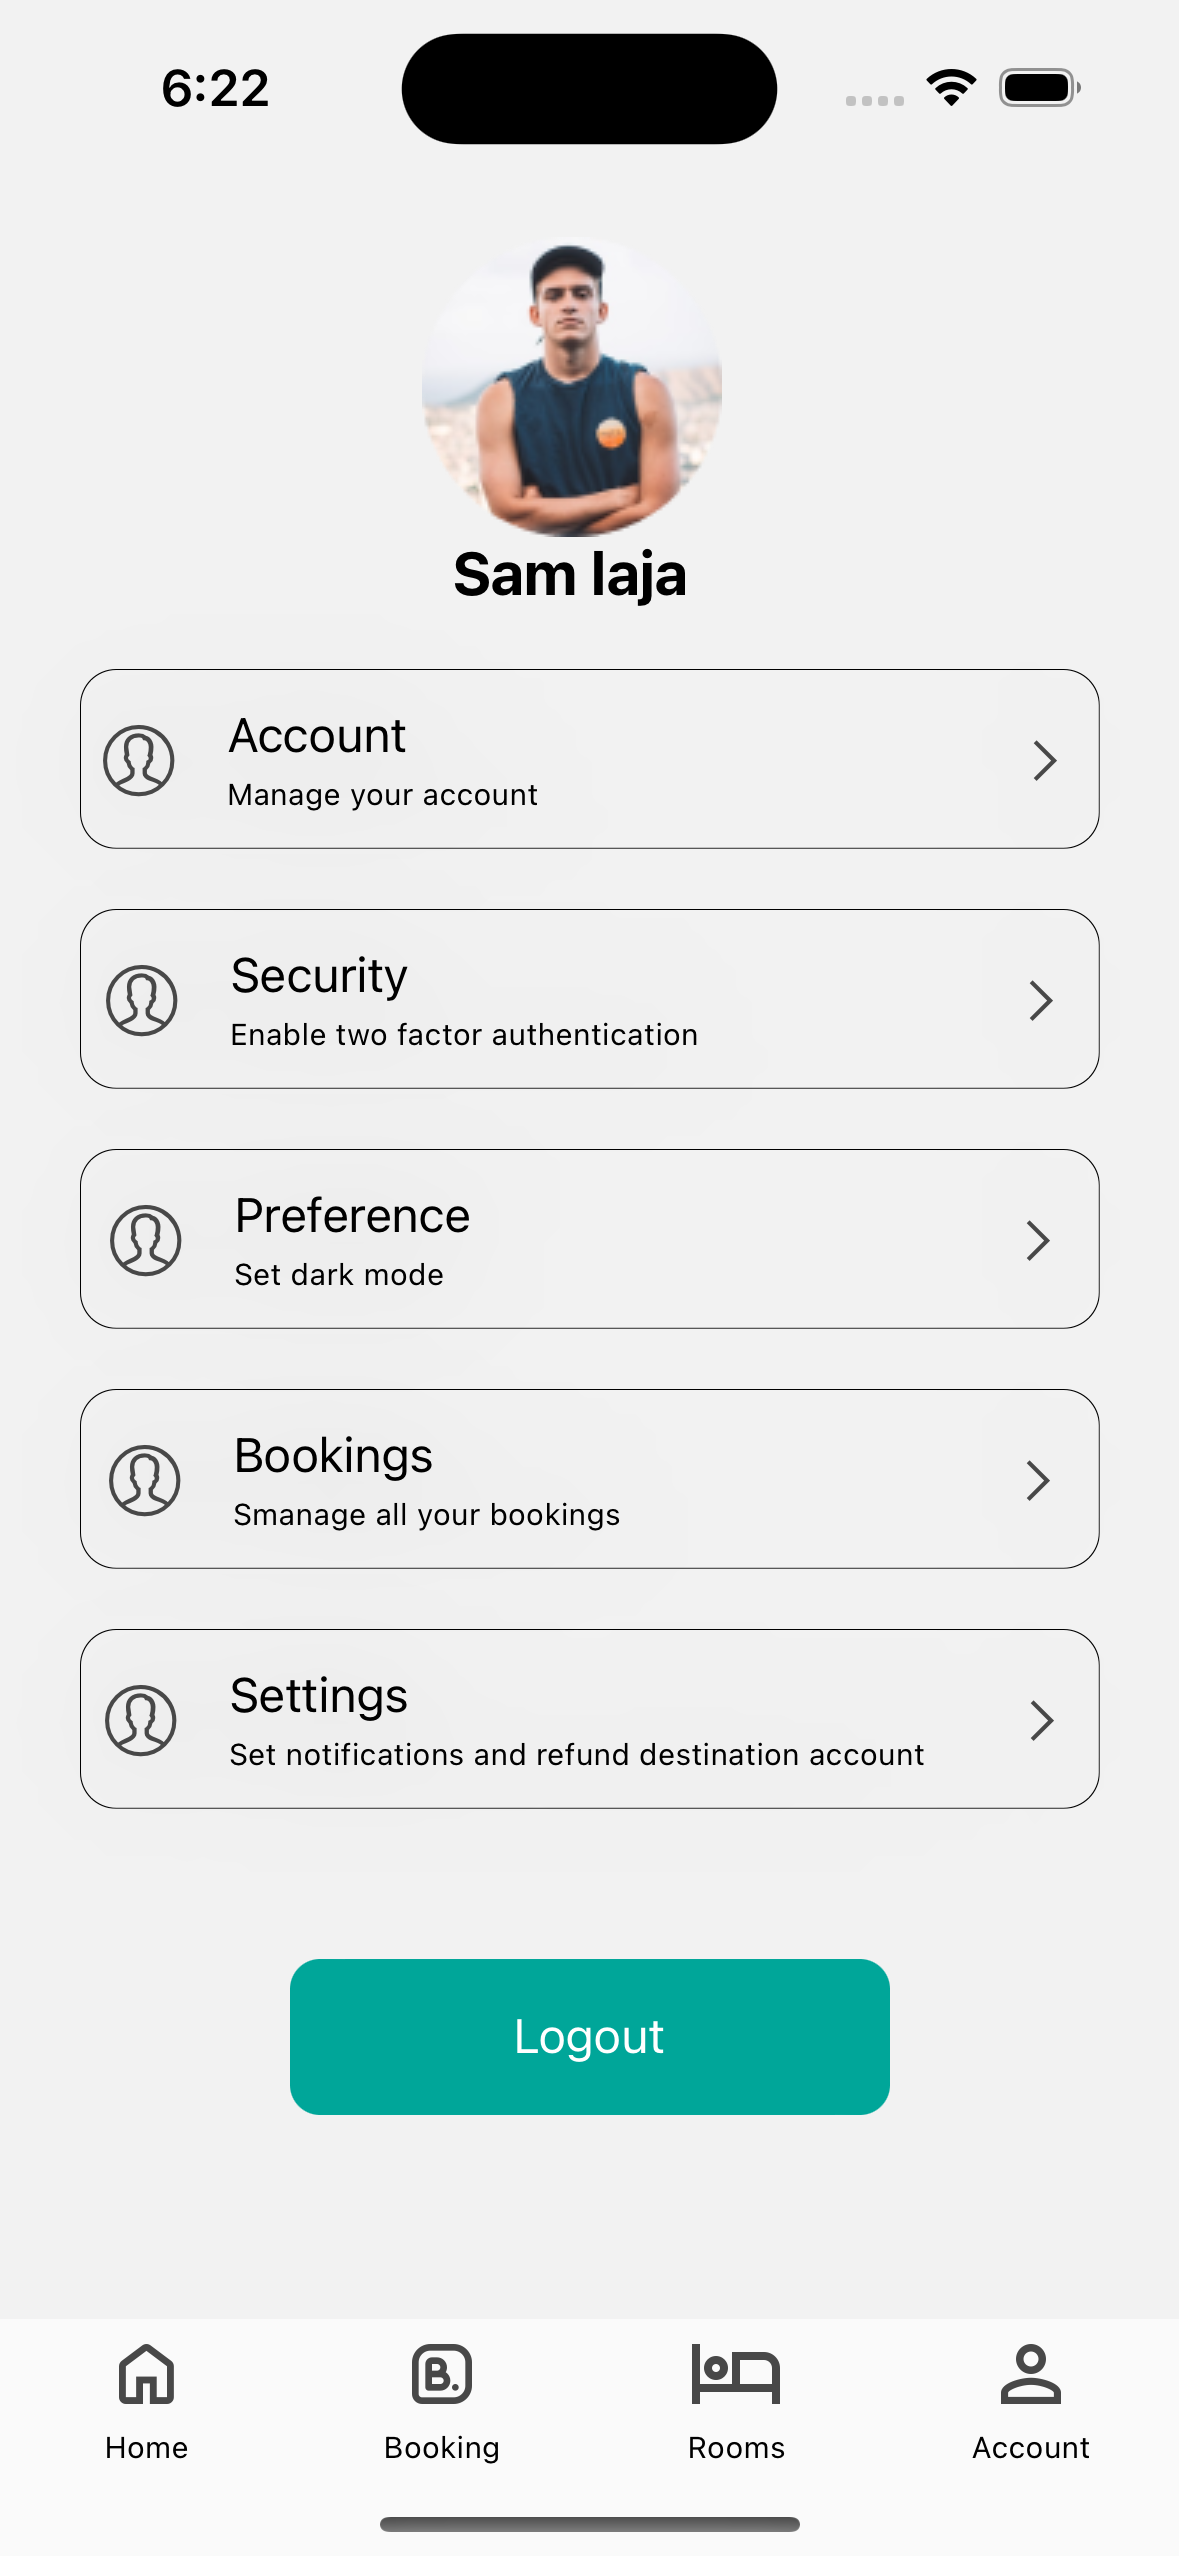 6:22
Sam laja
Account
Manage your account
Security
Enable two factor authentication
Preference
Set dark mode
Bookings
Smanage all your bookings
Settings
Set notifications and refund destination account
Logout
B.
Home
Booking
Rooms
Account